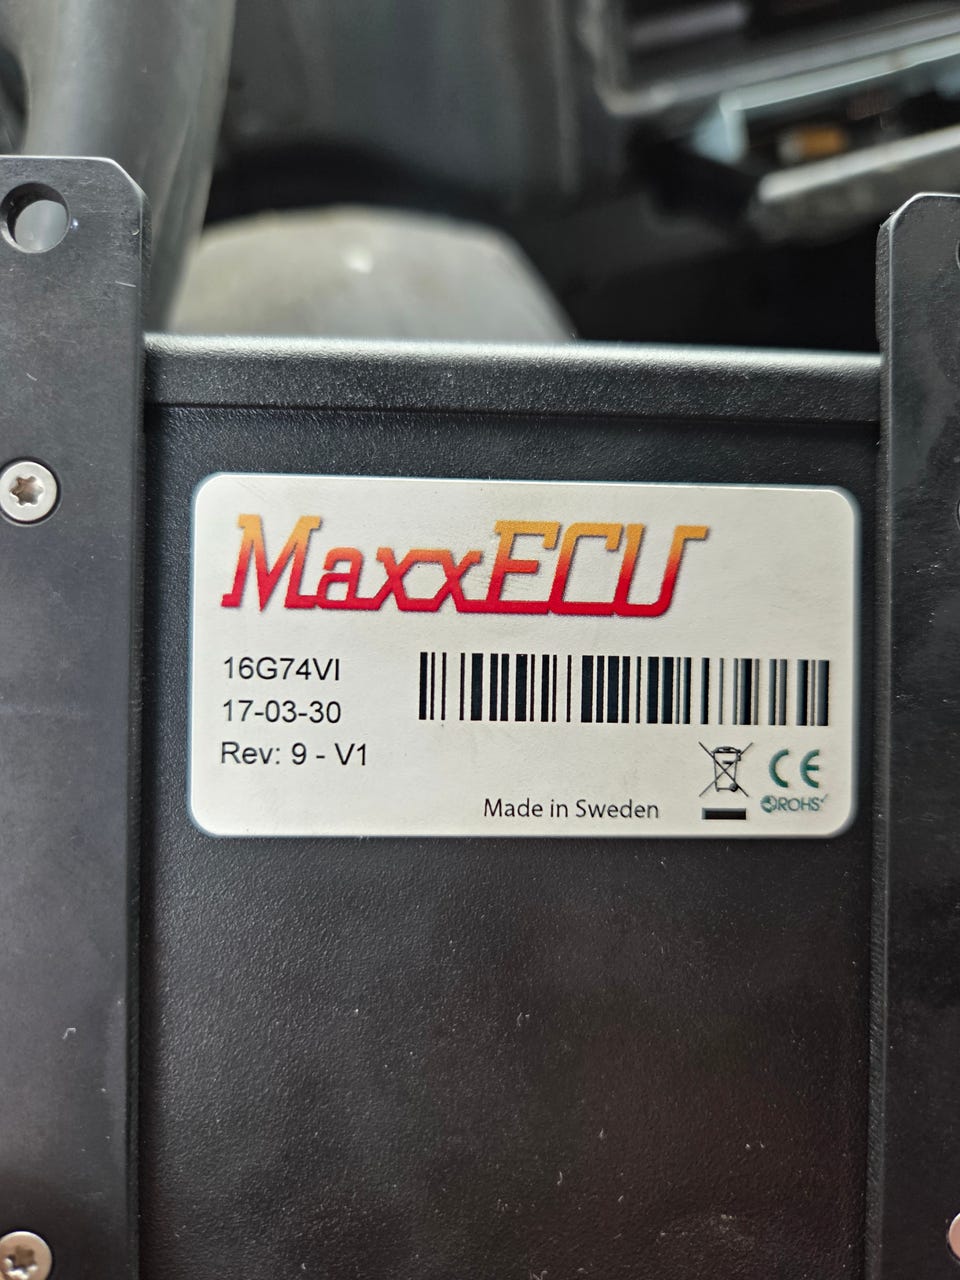 MaxxECU
16G74VI
17-03-30
Rev: 9 - V1
Made in Sweden
CE
ROHS